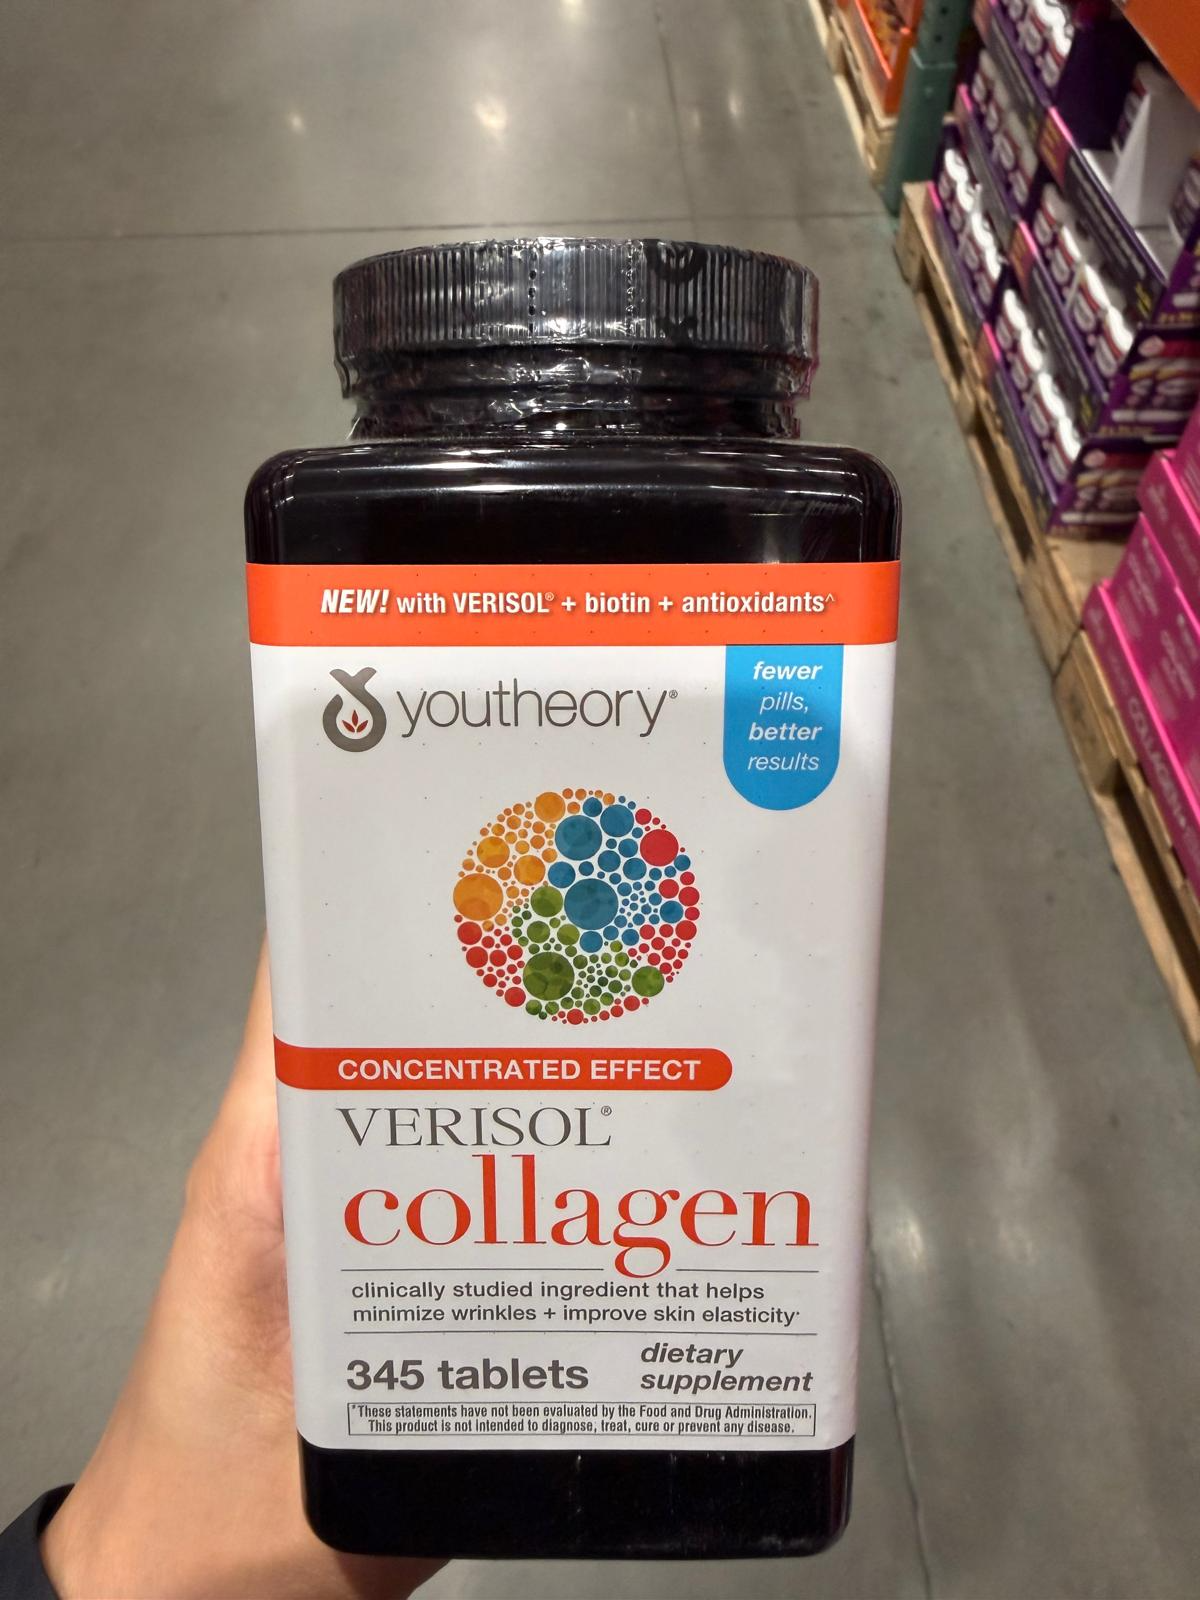 NEW! with VERISOL® + biotin + antioxidants^
youtheory®
fewer
pills,
better
results
CONCENTRATED EFFECT
VERISOL®
collagen
clinically studied ingredient that helps
minimize wrinkles + improve skin elasticity*
345 tablets
dietary
supplement
*These statements have not been evaluated by the Food and Drug Administration.
This product is not intended to diagnose, treat, cure or prevent any disease.
COLLAGEN